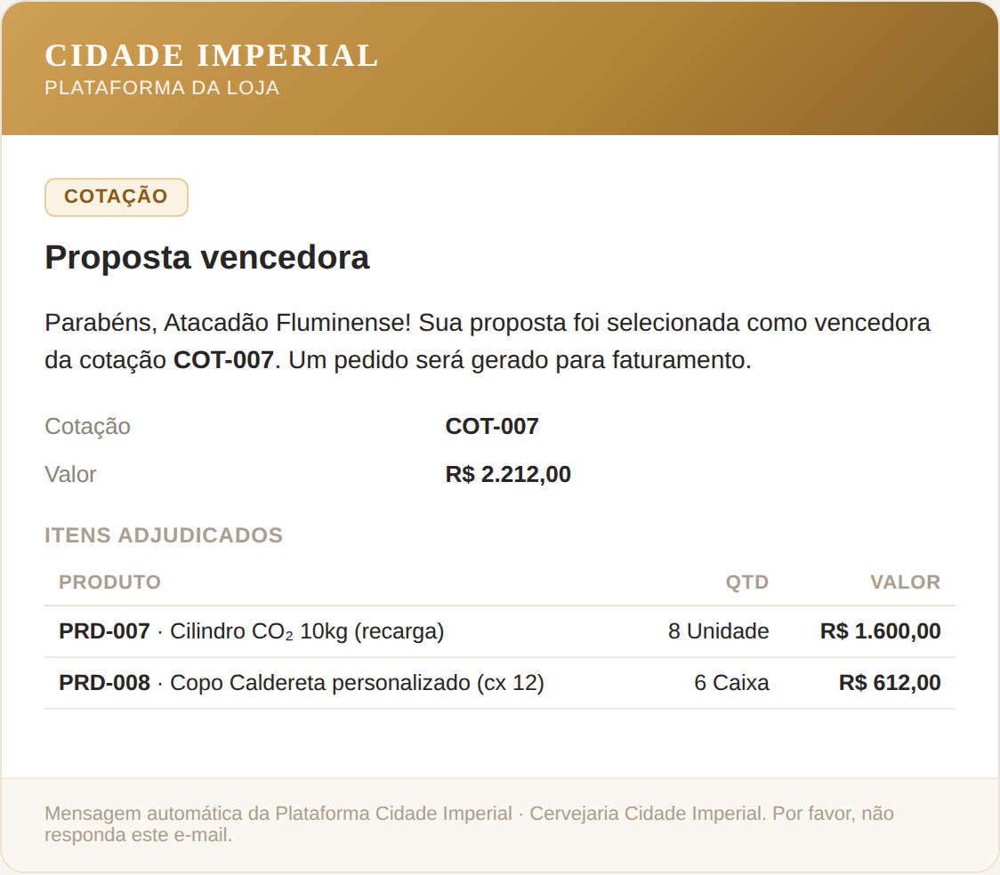 CIDADE IMPERIAL
PLATAFORMA DA LOJA
COTAÇÃO
Proposta vencedora
Parabéns, Atacadão Fluminense! Sua proposta foi selecionada como vencedora
da cotação COT-007. Um pedido será gerado para faturamento.
Cotação COT-007
Valor R$ 2.212,00
ITENS ADJUDICADOS
PRODUTO QTD VALOR
PRD-007 · Cilindro CO₂ 10kg (recarga) 8 Unidade R$ 1.600,00
PRD-008 · Copo Caldereta personalizado (cx 12) 6 Caixa R$ 612,00
Mensagem automática da Plataforma Cidade Imperial · Cervejaria Cidade Imperial. Por favor, não
responda este e-mail.